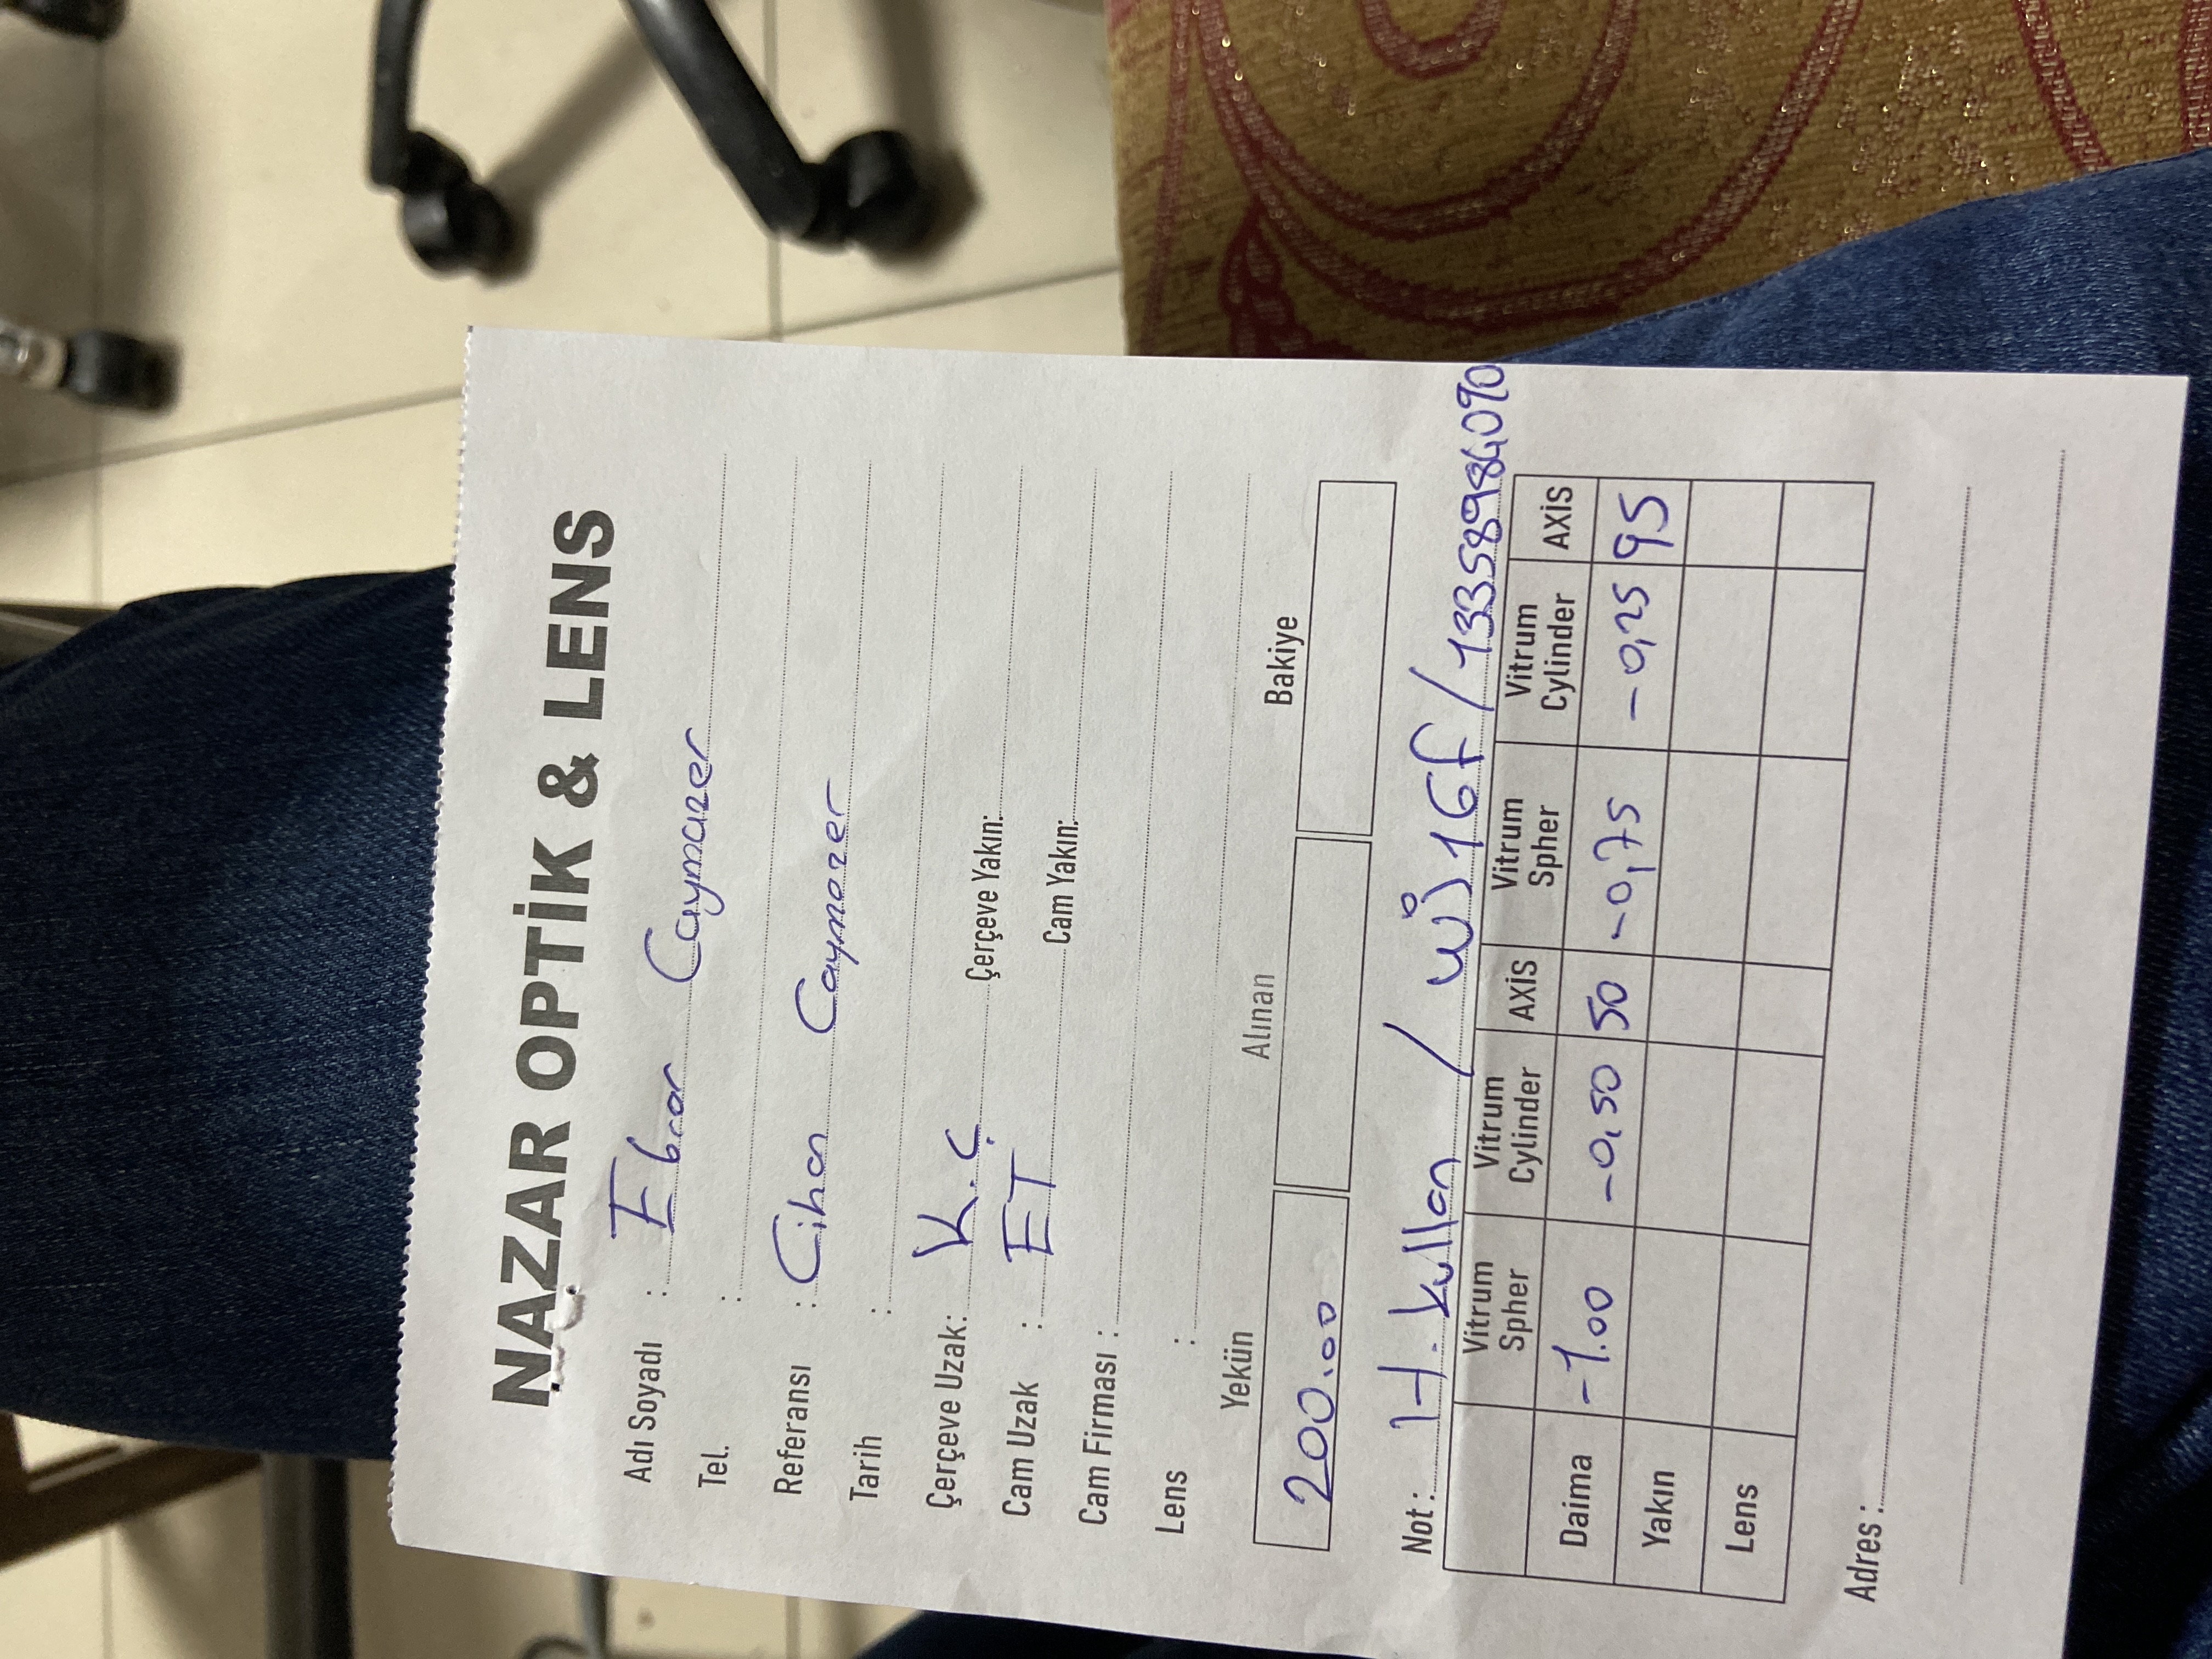 NAZAR OPTİK & LENS
Adı Soyadı : Ebrar Caymazer
Tel. :
Referansı : Cihan Caymazer
Tarih :
Çerçeve Uzak: K.Ç Çerçeve Yakın:
Cam Uzak : ET Cam Yakın:
Cam Firması :
Lens :
Yekün Alınan Bakiye
200.00
Not : H. kullan / 16F / 13358984090
Vitrum Spher Vitrum Cylinder AXİS Vitrum Spher Vitrum Cylinder AXİS
Daima -1.00 -0,50 50 -0,75 -0,25 95
Yakın
Lens
Adres :